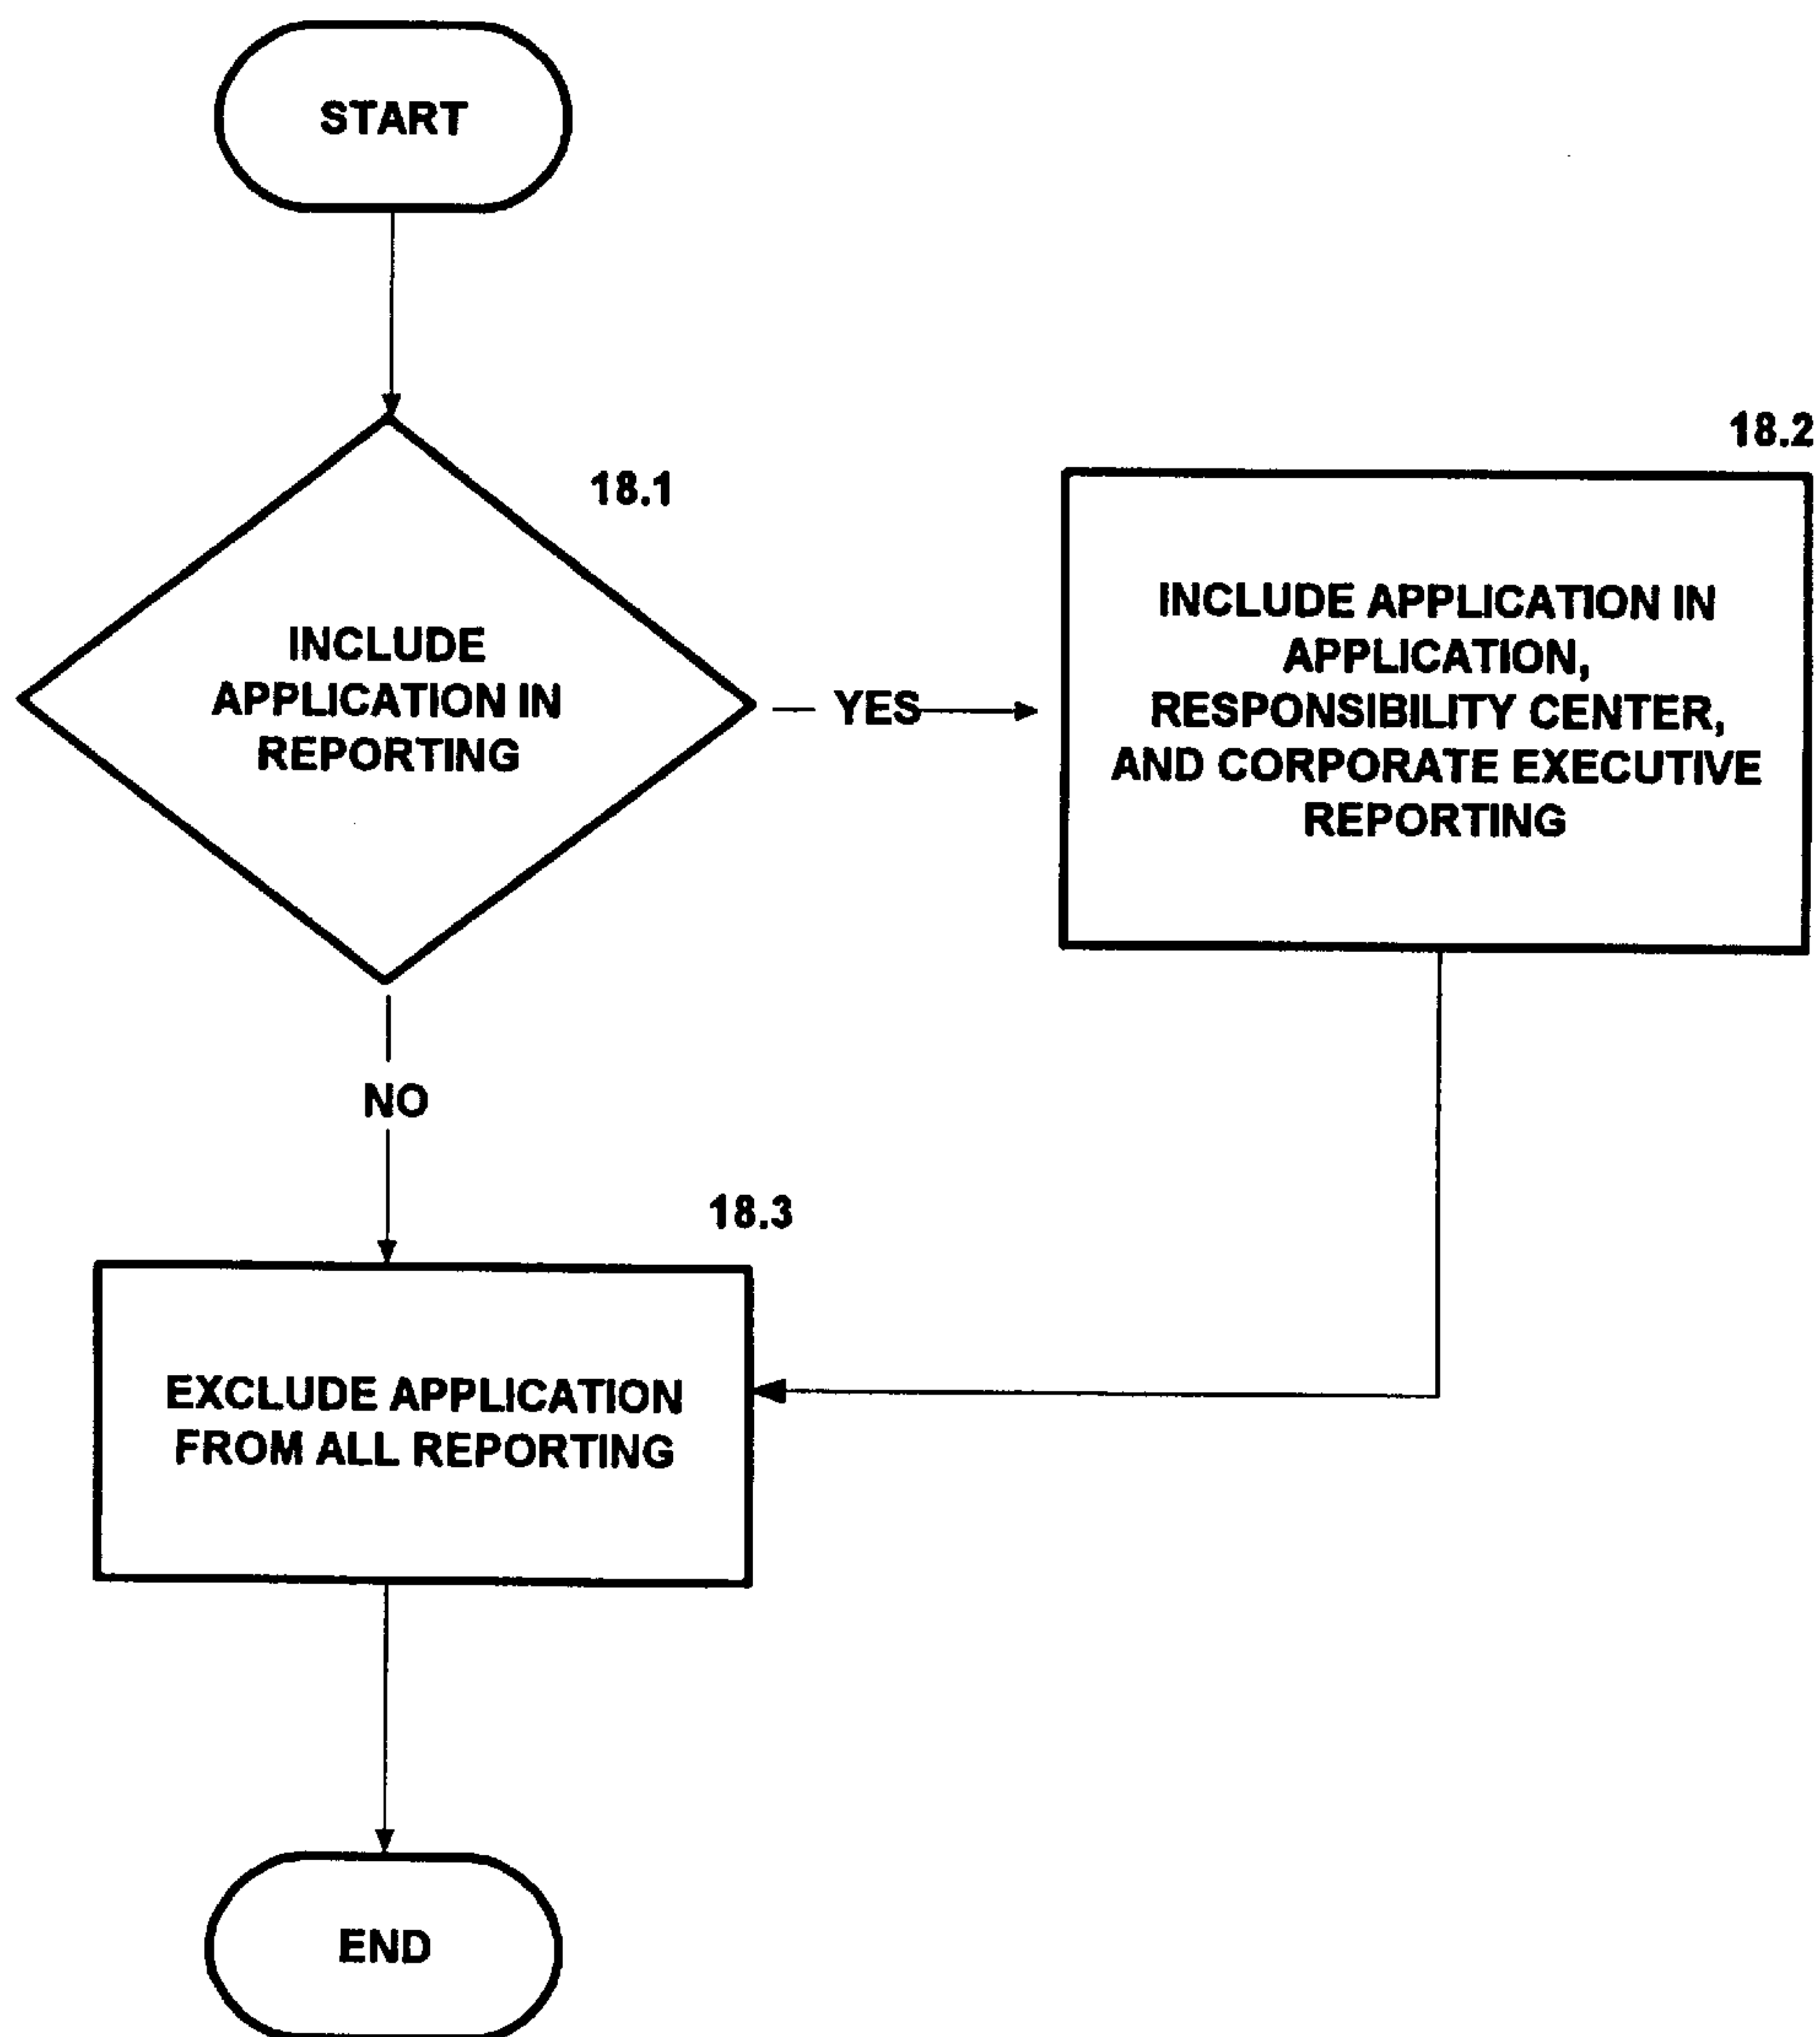 START
18.1
INCLUDE
APPLICATION IN
REPORTING
YES
18.2
INCLUDE APPLICATION IN
APPLICATION,
RESPONSIBILITY CENTER,
AND CORPORATE EXECUTIVE
REPORTING
NO
18.3
EXCLUDE APPLICATION
FROM ALL REPORTING
END